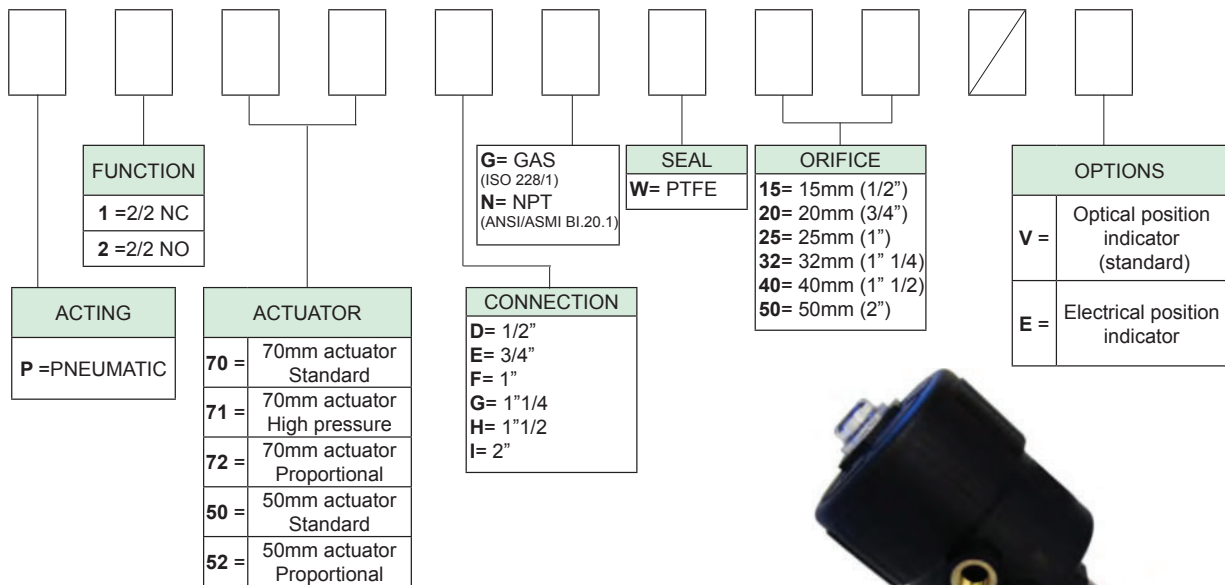 FUNCTION
1 =2/2 NC
2 =2/2 NO
G= GAS
(ISO 228/1)
N= NPT
(ANSI/ASMI BI.20.1)
SEAL
W= PTFE
ORIFICE
15= 15mm (1/2”)
20= 20mm (3/4”)
25= 25mm (1”)
32= 32mm (1” 1/4)
40= 40mm (1” 1/2)
50= 50mm (2”)
OPTIONS
V =
Optical position
indicator
(standard)
E =
Electrical position
indicator
ACTING
P =PNEUMATIC
ACTUATOR
70 =
70mm actuator
Standard
71 =
70mm actuator
High pressure
72 =
70mm actuator
Proportional
50 =
50mm actuator
Standard
52 =
50mm actuator
Proportional
CONNECTION
D= 1/2”
E= 3/4”
F= 1”
G= 1”1/4
H= 1”1/2
I= 2”